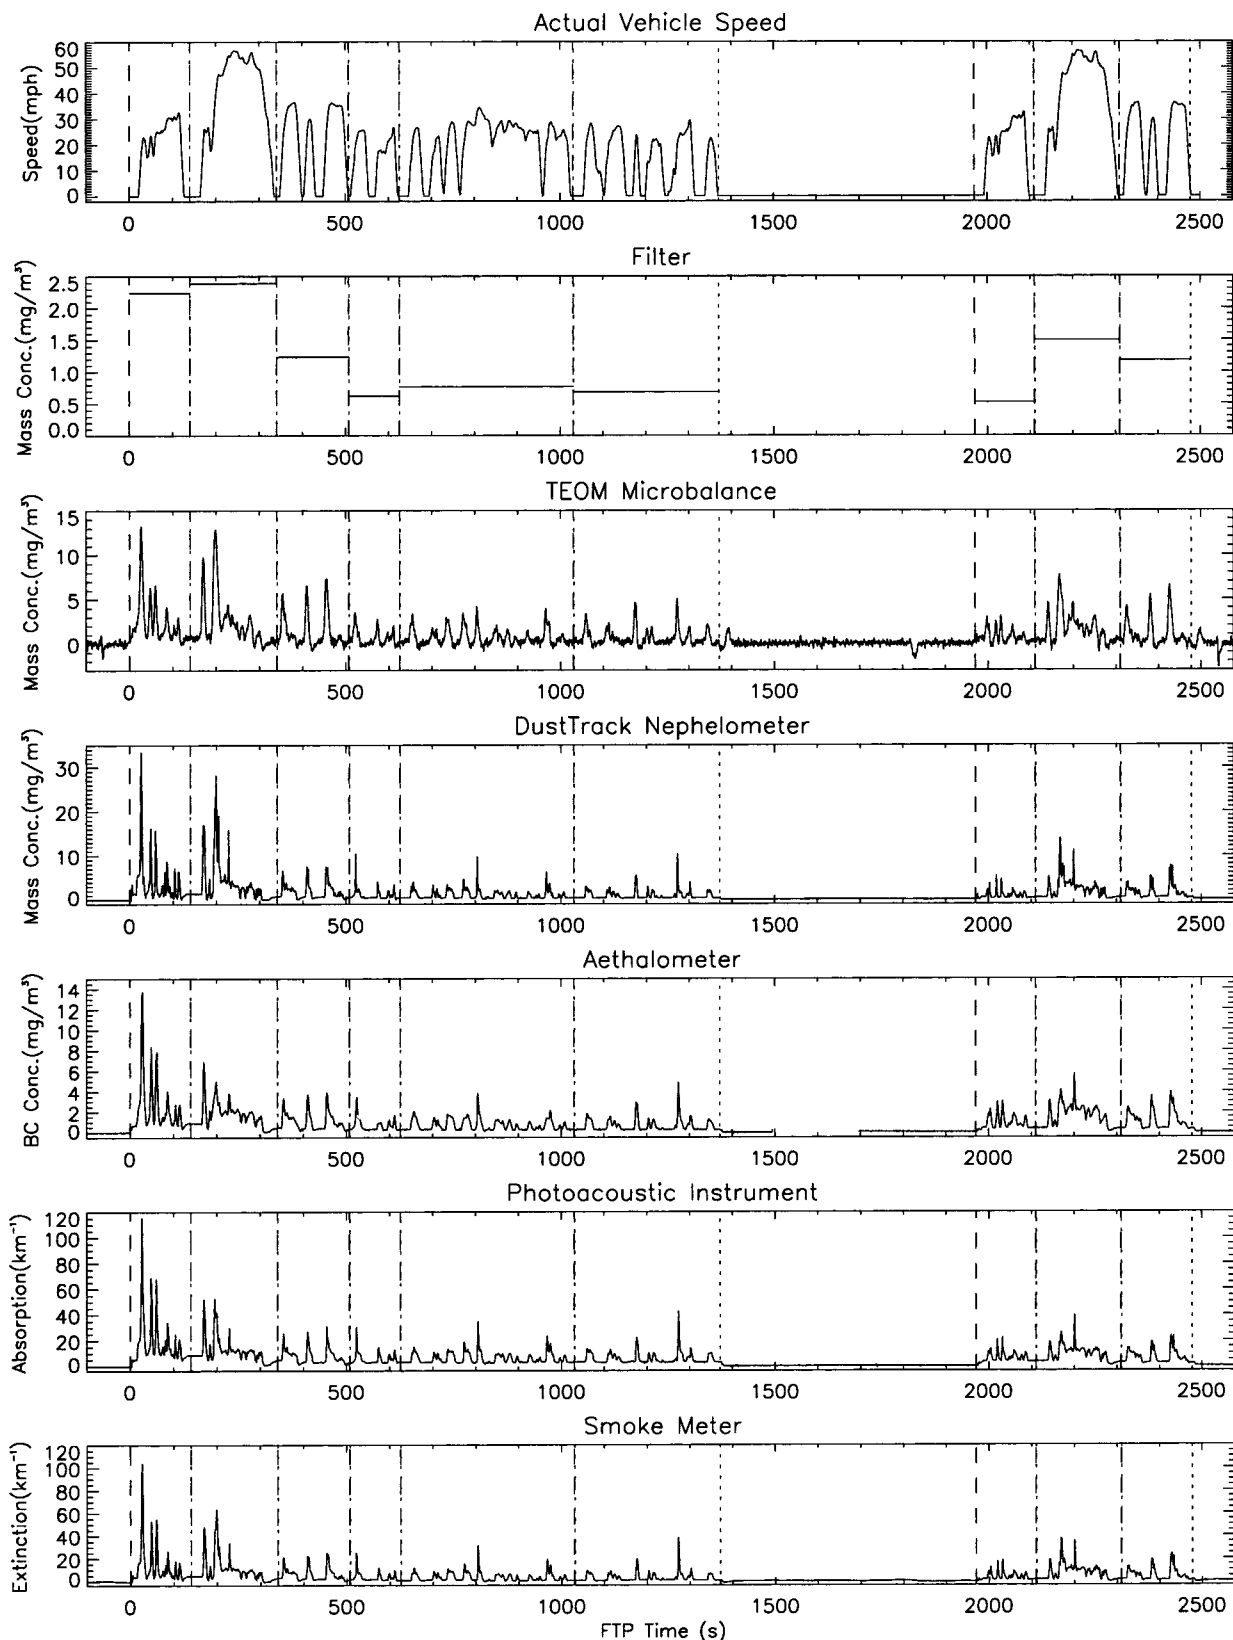 Actual Vehicle Speed
Speed(mph)
60
50
40
30
20
10
0
0 500 1000 1500 2000 2500
Filter
Mass Conc.(mg/m³)
2.5
2.0
1.5
1.0
0.5
0.0
0 500 1000 1500 2000 2500
TEOM Microbalance
Mass Conc.(mg/m³)
15
10
5
0
0 500 1000 1500 2000 2500
DustTrack Nephelometer
Mass Conc.(mg/m³)
30
20
10
0
0 500 1000 1500 2000 2500
Aethalometer
BC Conc.(mg/m³)
14
12
10
8
6
4
2
0
0 500 1000 1500 2000 2500
Photoacoustic Instrument
Absorption(km⁻¹)
120
100
80
60
40
20
0
0 500 1000 1500 2000 2500
Smoke Meter
Extinction(km⁻¹)
120
100
80
60
40
20
0
0 500 1000 1500 2000 2500
FTP Time (s)